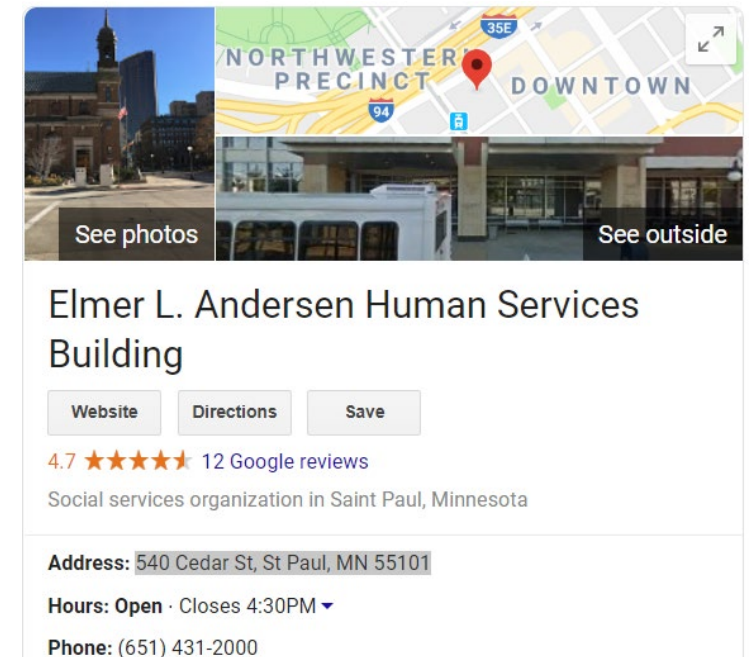 35E
NORTHWESTER
PRECINCT
DOWNTOWN
94
See photos
See outside
Elmer L. Andersen Human Services
Building
Website
Directions
Save
4.7 12 Google reviews
Social services organization in Saint Paul, Minnesota
Address: 540 Cedar St, St Paul, MN 55101
Hours: Open · Closes 4:30PM
Phone: (651) 431-2000